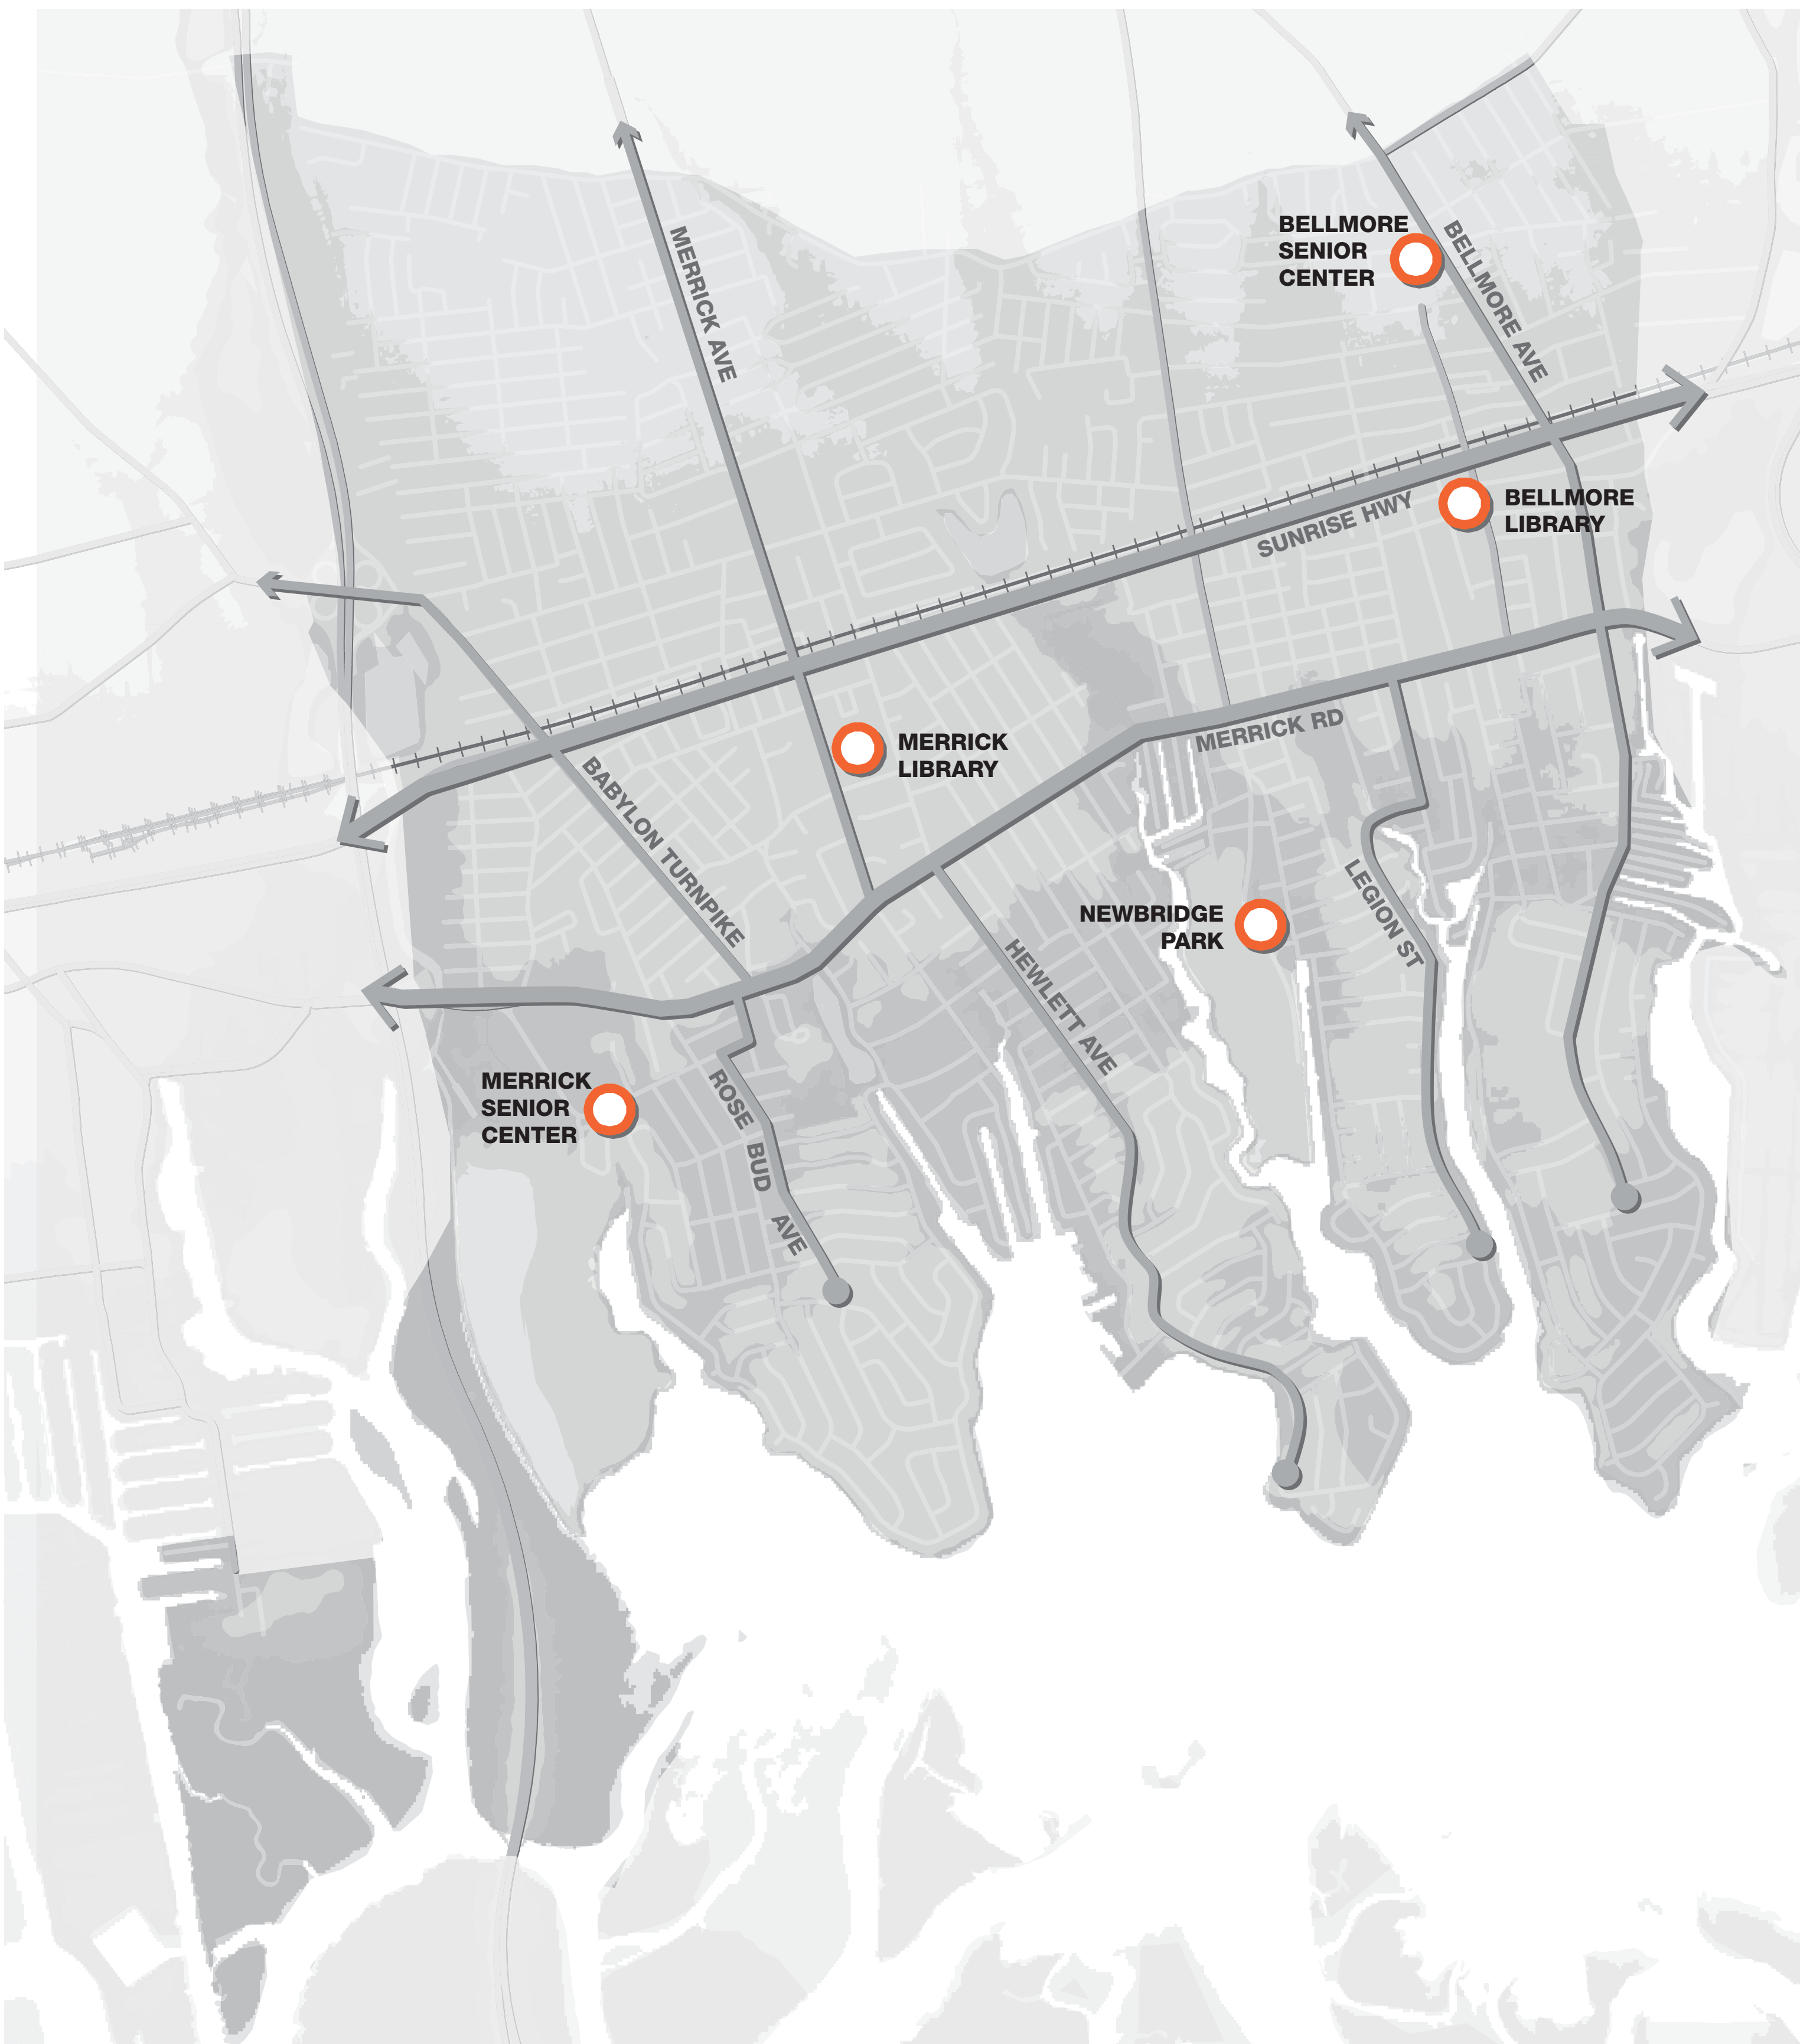 BELLMORE
SENIOR
CENTER
MERRICK AVE
BELLMORE AVE
BELLMORE
LIBRARY
SUNRISE HWY
MERRICK
LIBRARY
MERRICK RD
BABYLON TURNPIKE
LEGION ST
NEWBRIDGE
PARK
HEWLETT AVE
MERRICK
SENIOR
CENTER
ROSE BUD AVE